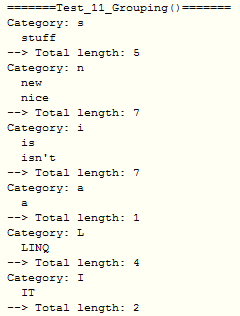 =======Test_11_Grouping()=======
Category: s
  stuff
--> Total length: 5
Category: n
  new
  nice
--> Total length: 7
Category: i
  is
  isn't
--> Total length: 7
Category: a
  a
--> Total length: 1
Category: L
  LINQ
--> Total length: 4
Category: I
  IT
--> Total length: 2